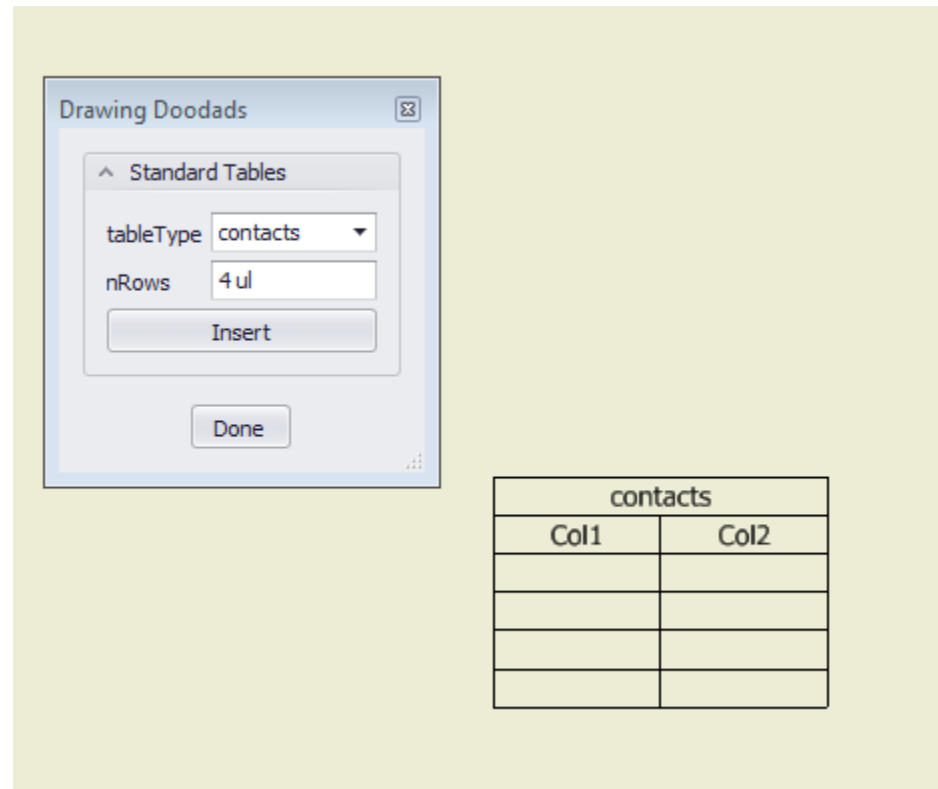 Drawing Doodads
Standard Tables
tableType contacts
nRows 4 ul
Insert
Done
contacts
Col1 Col2